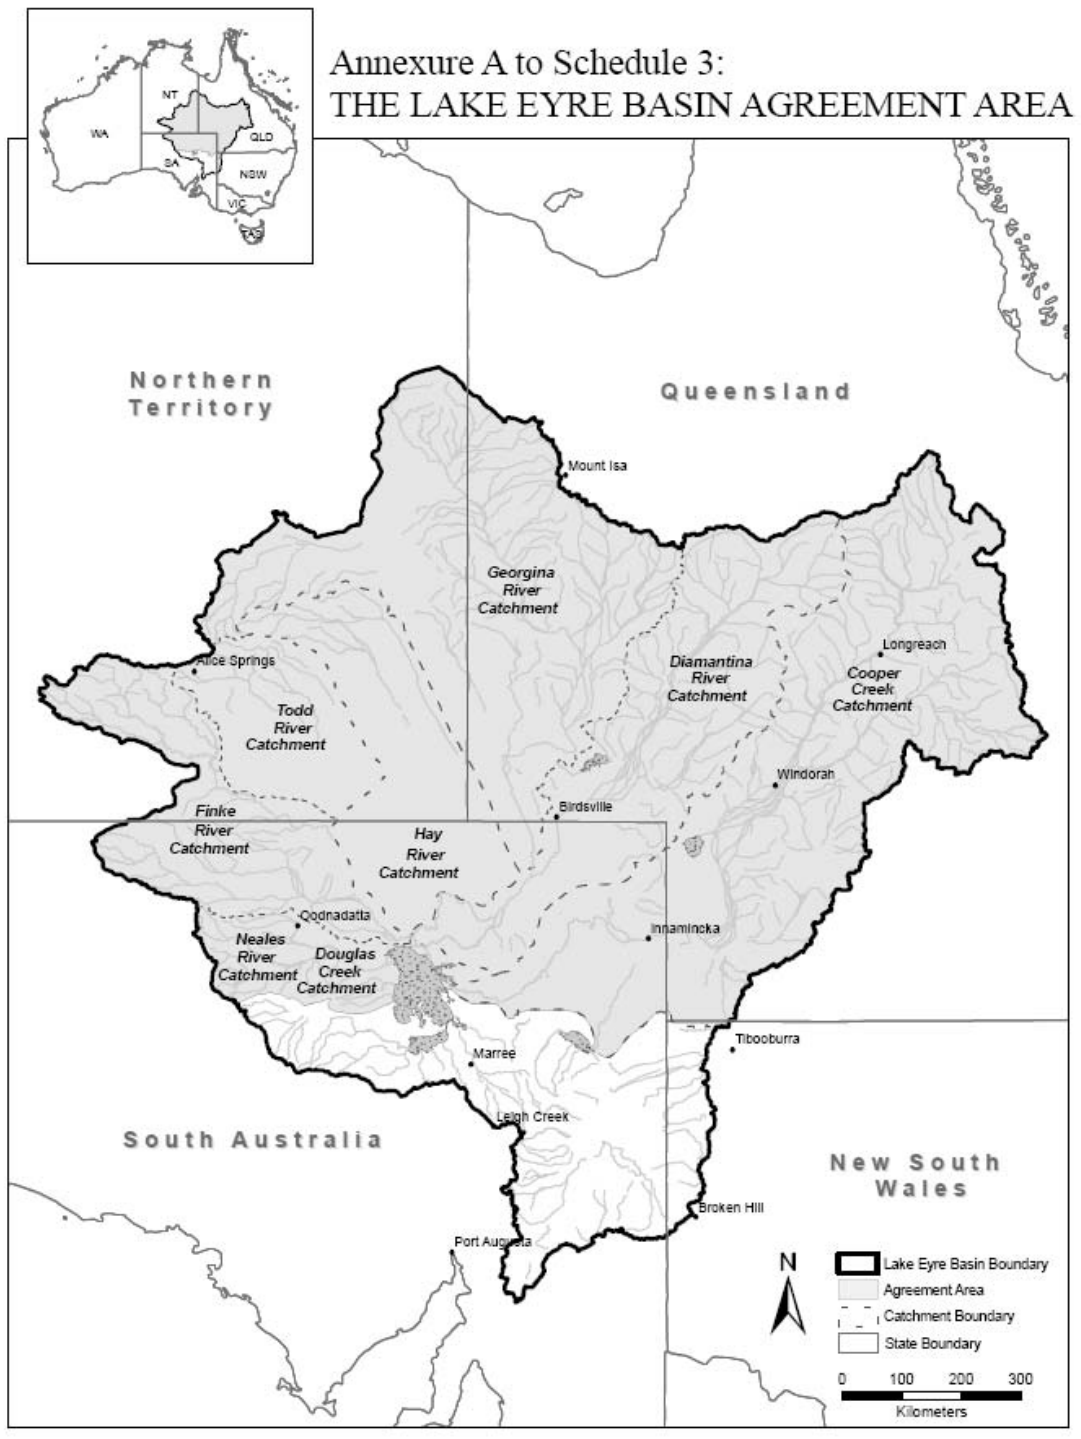 Annexure A to Schedule 3:
THE LAKE EYRE BASIN AGREEMENT AREA
NT
WA
QLD
SA
NSW
VIC
TAS
Northern
Territory
Queensland
Mount Isa
Georgina
River
Catchment
Longreach
Alice Springs
Diamantina
River
Catchment
Cooper
Creek
Catchment
Todd
River
Catchment
Windorah
Birdsville
Finke
River
Catchment
Hay
River
Catchment
Oodnadatta
Innamincka
Neales
River
Catchment
Douglas
Creek
Catchment
Tibooburra
Marree
Leigh Creek
South Australia
New South
Wales
Broken Hill
Port Augusta
N
Lake Eyre Basin Boundary
Agreement Area
Catchment Boundary
State Boundary
0 100 200 300
Kilometers